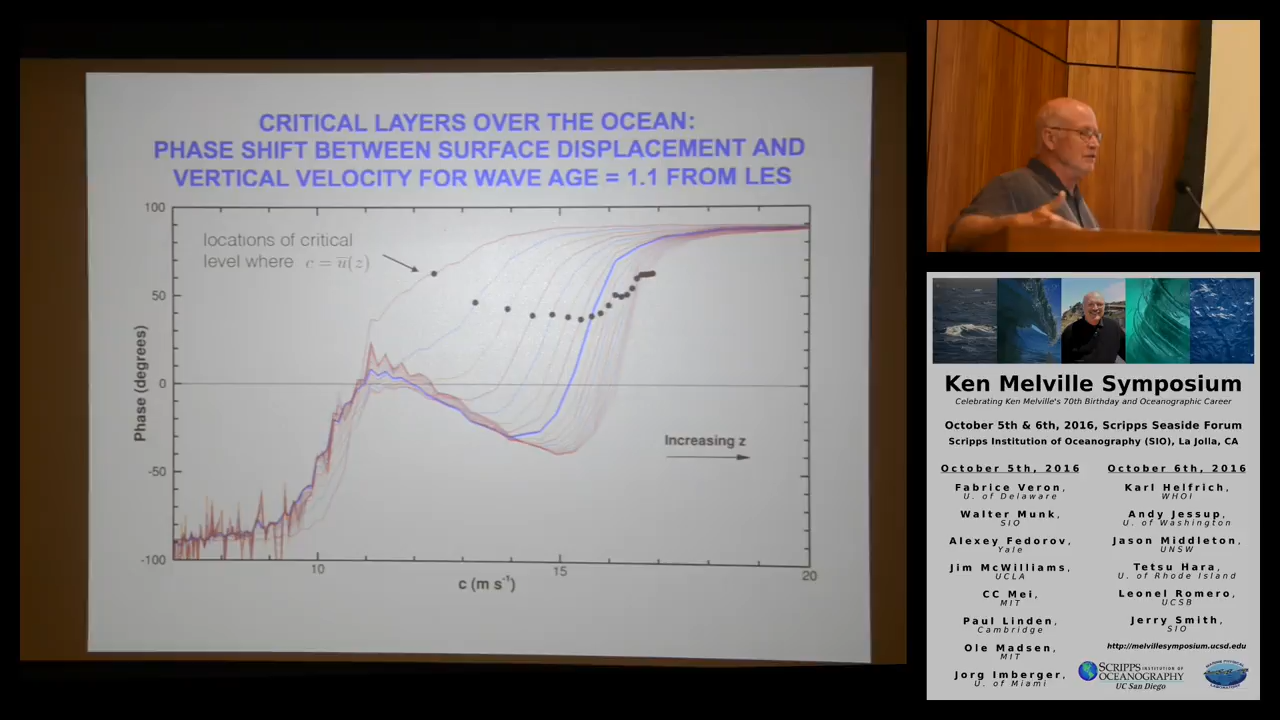 CRITICAL LAYERS OVER THE OCEAN:
PHASE SHIFT BETWEEN SURFACE DISPLACEMENT AND
VERTICAL VELOCITY FOR WAVE AGE = 1.1 FROM LES
100
50
0
-50
-100
Phase (degrees)
locations of critical
level where c = u̅(z)
Increasing z
10
15
20
c (m s⁻¹)
Ken Melville Symposium
Celebrating Ken Melville's 70th Birthday and Oceanographic Career
October 5th & 6th, 2016, Scripps Seaside Forum
Scripps Institution of Oceanography (SIO), La Jolla, CA
October 5th, 2016
Fabrice Veron,
U. of Delaware
Walter Munk,
SIO
Alexey Fedorov,
Yale
Jim McWilliams,
UCLA
CC Mei,
MIT
Paul Linden,
Cambridge
Ole Madsen,
MIT
Jorg Imberger,
U. of Miami
October 6th, 2016
Karl Helfrich,
WHOI
Andy Jessup,
U. of Washington
Jason Middleton,
UNSW
Tetsu Hara,
U. of Rhode Island
Leonel Romero,
UCSB
Jerry Smith,
SIO
http://melvillesymposium.ucsd.edu
SCRIPPS INSTITUTION OF
OCEANOGRAPHY
UC San Diego